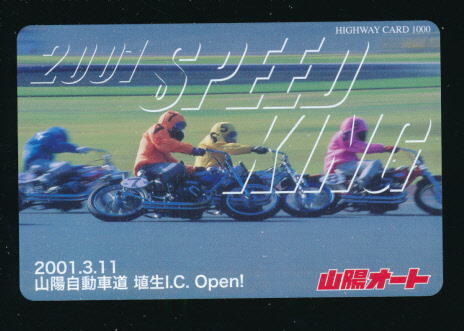 HIGHWAY CARD 1000
2001 SPEED
KING
2001.3.11
山陽自動車道 埴生I.C. Open!
山陽オート